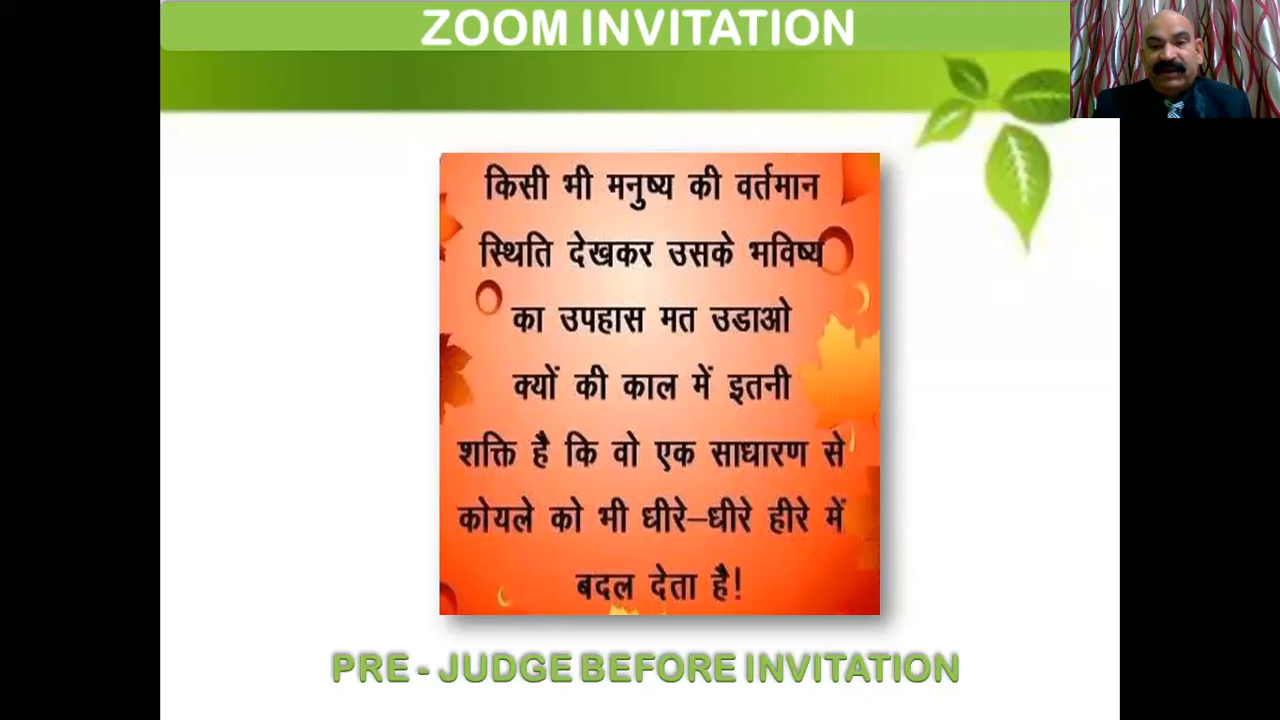 ZOOM INVITATION
किसी भी मनुष्य की वर्तमान
स्थिति देखकर उसके भविष्य
का उपहास मत उडाओ
क्यों की काल में इतनी
शक्ति है कि वो एक साधारण से
कोयले को भी धीरे–धीरे हीरे में
बदल देता है!
PRE - JUDGE BEFORE INVITATION